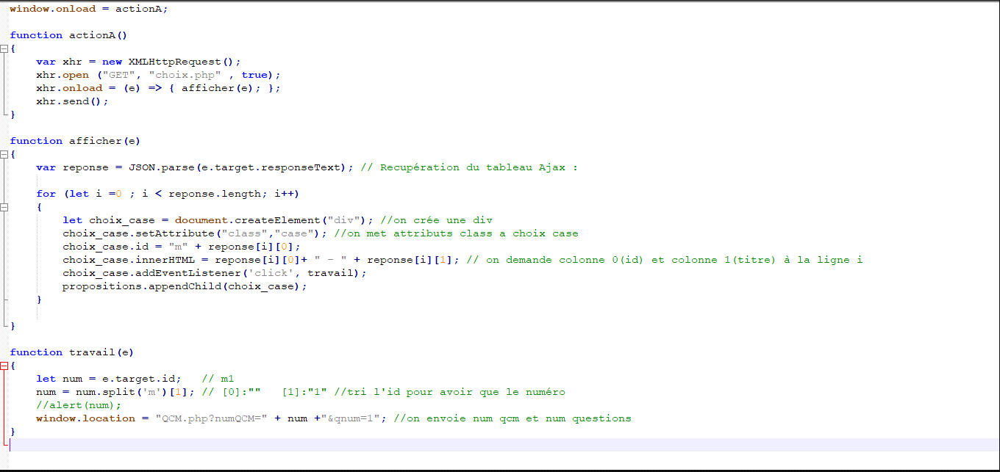 window.onload = actionA;
function actionA()
{
var xhr = new XMLHttpRequest();
xhr.open ("GET", "choix.php" , true);
xhr.onload = (e) => { afficher(e); };
xhr.send();
}
function afficher(e)
{
var reponse = JSON.parse(e.target.responseText); // Recupération du tableau Ajax :
for (let i =0 ; i < reponse.length; i++)
{
let choix_case = document.createElement("div"); //on crée une div
choix_case.setAttribute("class","case"); //on met attributs class a choix case
choix_case.id = "m" + reponse[i][0];
choix_case.innerHTML = reponse[i][0]+ " - " + reponse[i][1]; // on demande colonne 0(id) et colonne 1(titre) à la ligne i
choix_case.addEventListener('click', travail);
propositions.appendChild(choix_case);
}
}
function travail(e)
{
let num = e.target.id;   // m1
num = num.split('m')[1]; // [0]:""   [1]:"1" //tri l'id pour avoir que le numéro
//alert(num);
window.location = "QCM.php?numQCM=" + num +"&qnum=1"; //on envoie num qcm et num questions
}